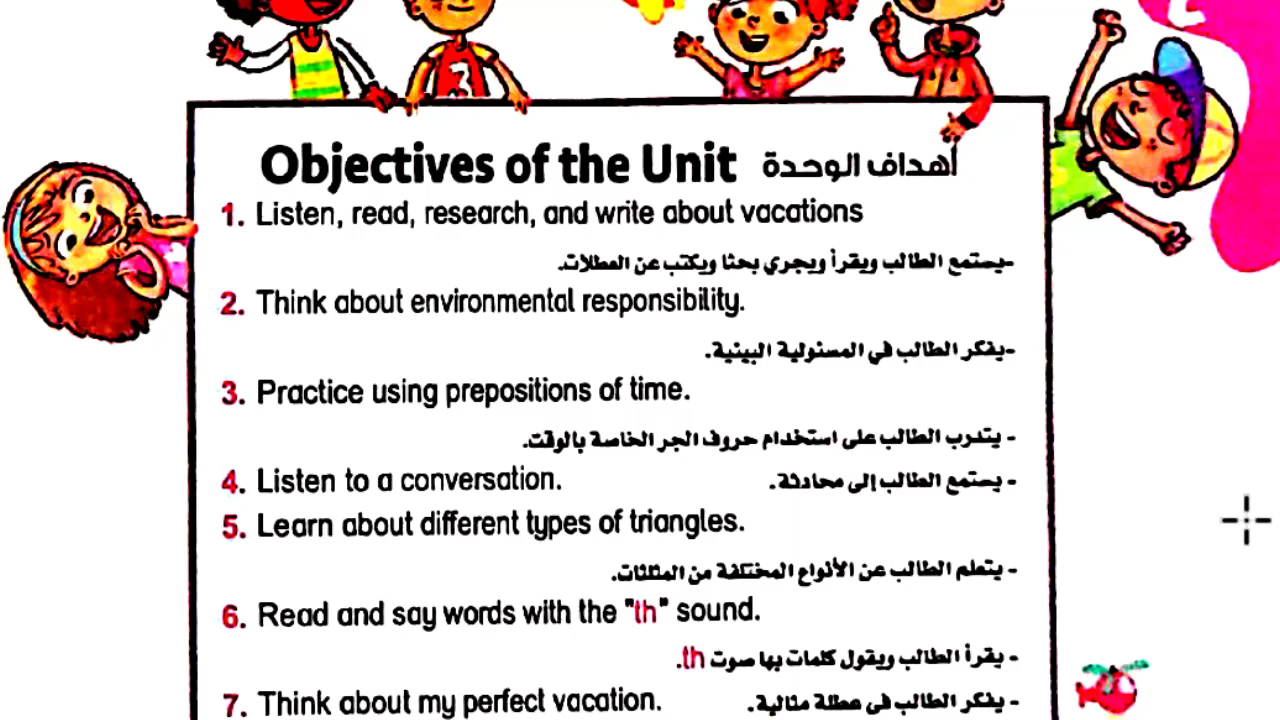 Objectives of the Unit أهداف الوحدة
1. Listen, read, research, and write about vacations
-يستمع الطالب ويقرأ ويجري بحثا ويكتب عن العطلات.
2. Think about environmental responsibility.
-يفكر الطالب في المسئولية البيئية.
3. Practice using prepositions of time.
- يتدرب الطالب على استخدام حروف الجر الخاصة بالوقت.
4. Listen to a conversation. - يستمع الطالب إلى محادثة.
5. Learn about different types of triangles.
- يتعلم الطالب عن الأنواع المختلفة من المثلثات.
6. Read and say words with the "th" sound.
- يقرأ الطالب ويقول كلمات بها صوت th.
7. Think about my perfect vacation. - يفكر الطالب في عطلة مثالية.
3